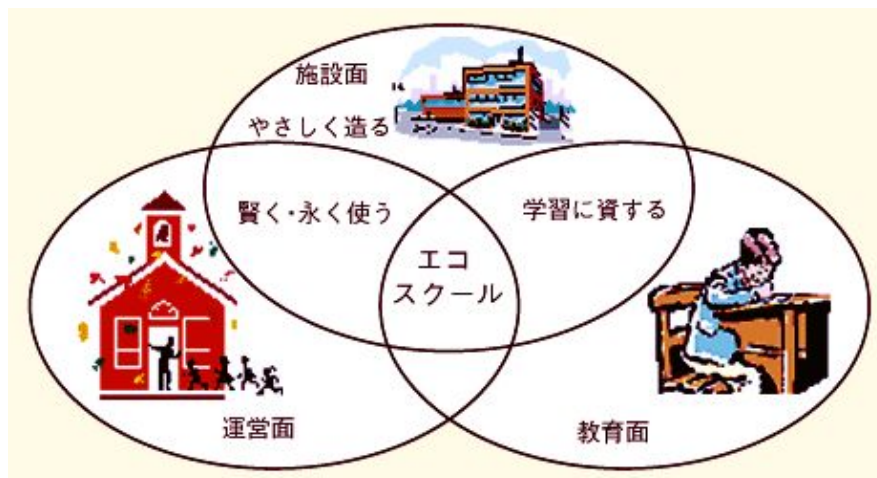 施設面
やさしく造る
賢く・永く使う
学習に資する
エコ
スクール
運営面
教育面